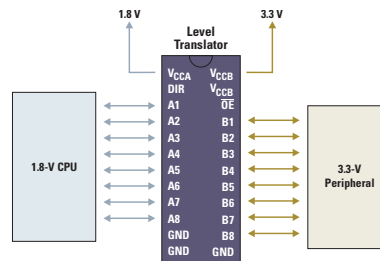 1.8 V 3.3 V
Level
Translator
VCCA VCCB
DIR VCCB
A1 OE
A2 B1
A3 B2
A4 B3
A5 B4
A6 B5
A7 B6
A8 B7
GND B8
GND GND
1.8-V CPU
3.3-V
Peripheral